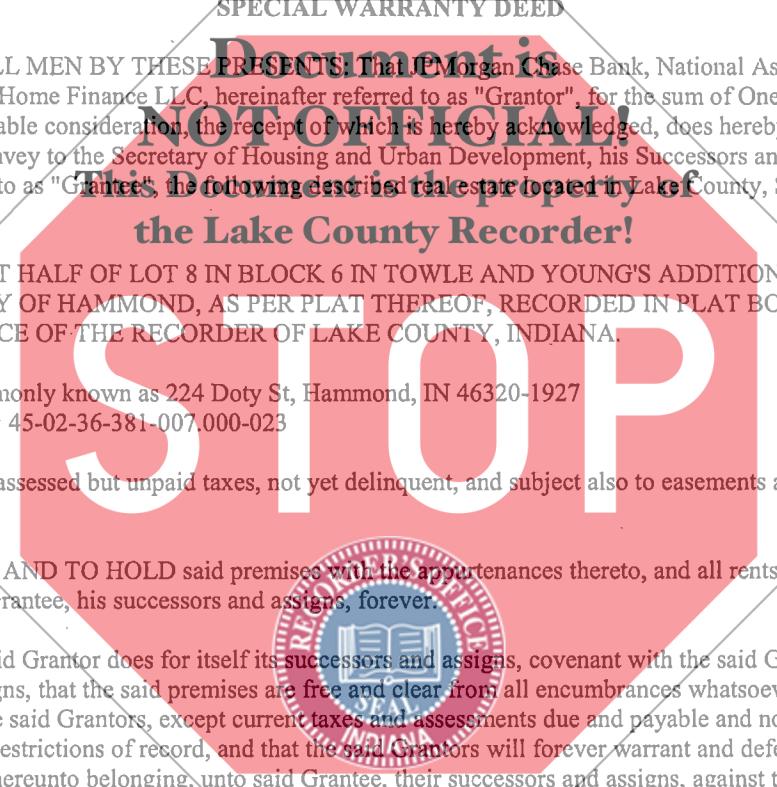 SPECIAL WARRANTY DEED
Document is
LL MEN BY THESE PRESENTS: That JPMorgan Chase Bank, National As
Home Finance LLC, hereinafter referred to as "Grantor", for the sum of One
NOT OFFICIAL!
able consideration, the receipt of which is hereby acknowledged, does hereby
vey to the Secretary of Housing and Urban Development, his Successors an
This Document is the property of
to as "Grantee", the following described real estate located in Lake County,
the Lake County Recorder!
T HALF OF LOT 8 IN BLOCK 6 IN TOWLE AND YOUNG'S ADDITION
Y OF HAMMOND, AS PER PLAT THEREOF, RECORDED IN PLAT BO
CE OF THE RECORDER OF LAKE COUNTY, INDIANA.
STOP
monly known as 224 Doty St, Hammond, IN 46320-1927
45-02-36-381-007.000-023
assessed but unpaid taxes, not yet delinquent, and subject also to easements a
AND TO HOLD said premises with the appurtenances thereto, and all rents
rantee, his successors and assigns, forever.
RECORDER'S OFFICE
SEAL
INDIANA
id Grantor does for itself its successors and assigns, covenant with the said G
gns, that the said premises are free and clear from all encumbrances whatsoev
e said Grantors, except current taxes and assessments due and payable and no
estrictions of record, and that the said Grantors will forever warrant and defe
hereunto belonging, unto said Grantee, their successors and assigns, against t